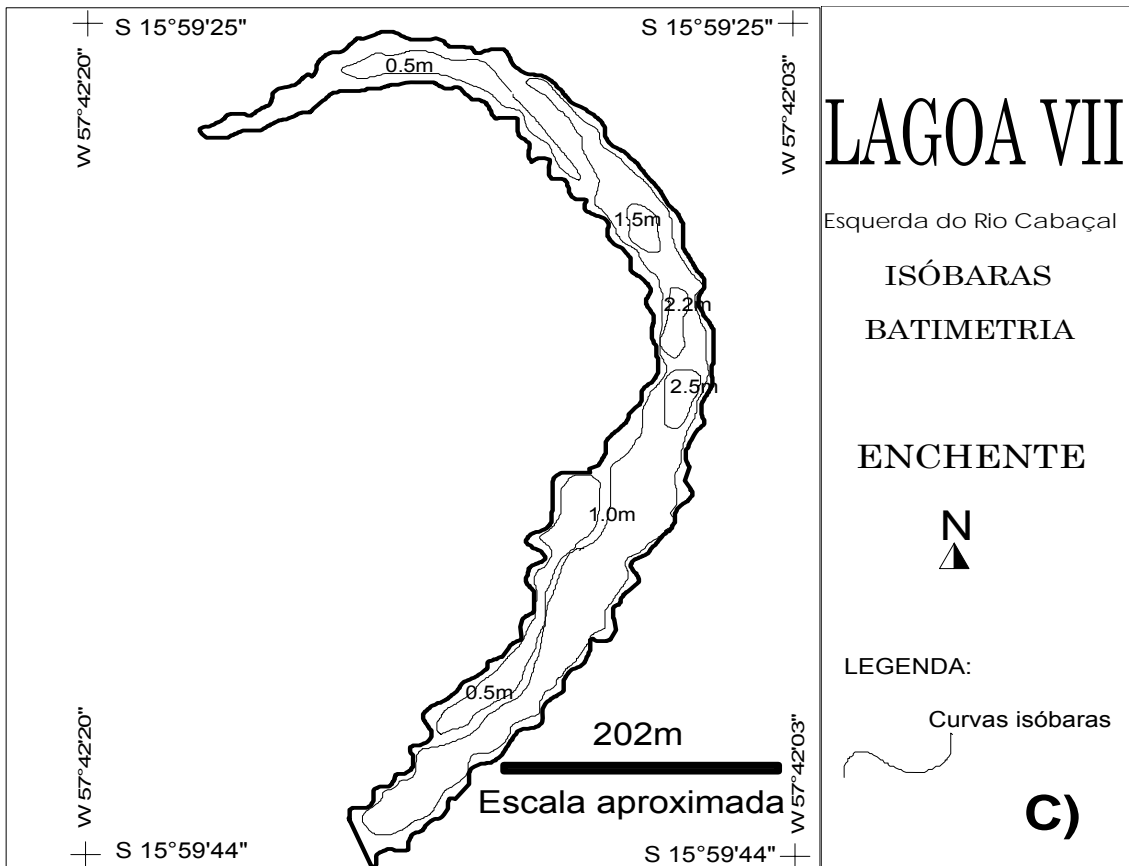 S 15°59'25"
S 15°59'25"
W 57°42'20"
W 57°42'03"
0.5m
1.5m
2.2m
2.5m
1.0m
0.5m
202m
Escala aproximada
W 57°42'20"
W 57°42'03"
S 15°59'44"
S 15°59'44"
LAGOA VII
Esquerda do Rio Cabaçal
ISÓBARAS
BATIMETRIA
ENCHENTE
N
LEGENDA:
Curvas isóbaras
C)